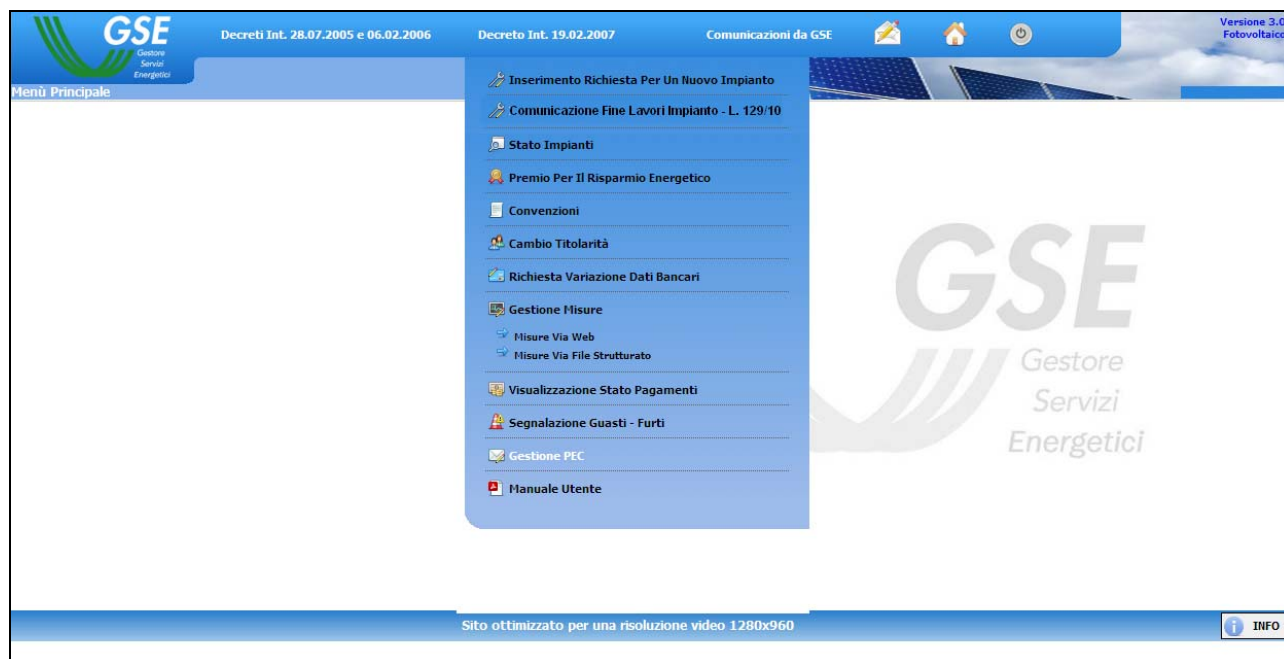 GSE
Gestore
Servizi
Energetici
Decreti Int. 28.07.2005 e 06.02.2006
Decreto Int. 19.02.2007
Comunicazioni da GSE
Versione 3.0
Fotovoltaico
Menù Principale
Inserimento Richiesta Per Un Nuovo Impianto
Comunicazione Fine Lavori Impianto - L. 129/10
Stato Impianti
Premio Per Il Risparmio Energetico
Convenzioni
Cambio Titolarità
Richiesta Variazione Dati Bancari
Gestione Misure
Misure Via Web
Misure Via File Strutturato
Visualizzazione Stato Pagamenti
Segnalazione Guasti - Furti
Gestione PEC
Manuale Utente
GSE
Gestore
Servizi
Energetici
Sito ottimizzato per una risoluzione video 1280x960
INFO